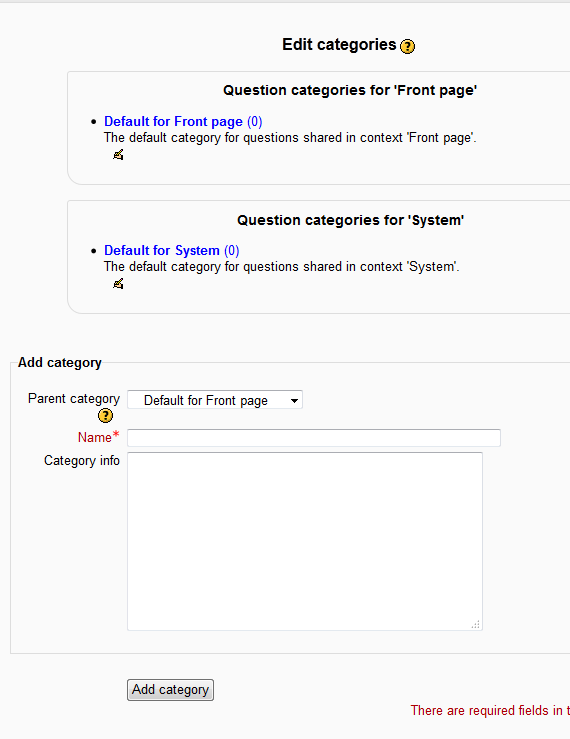 Edit categories
Question categories for 'Front page'
Default for Front page (0)
The default category for questions shared in context 'Front page'.
Question categories for 'System'
Default for System (0)
The default category for questions shared in context 'System'.
Add category
Parent category
Default for Front page
Name*
Category info
Add category
There are required fields in t